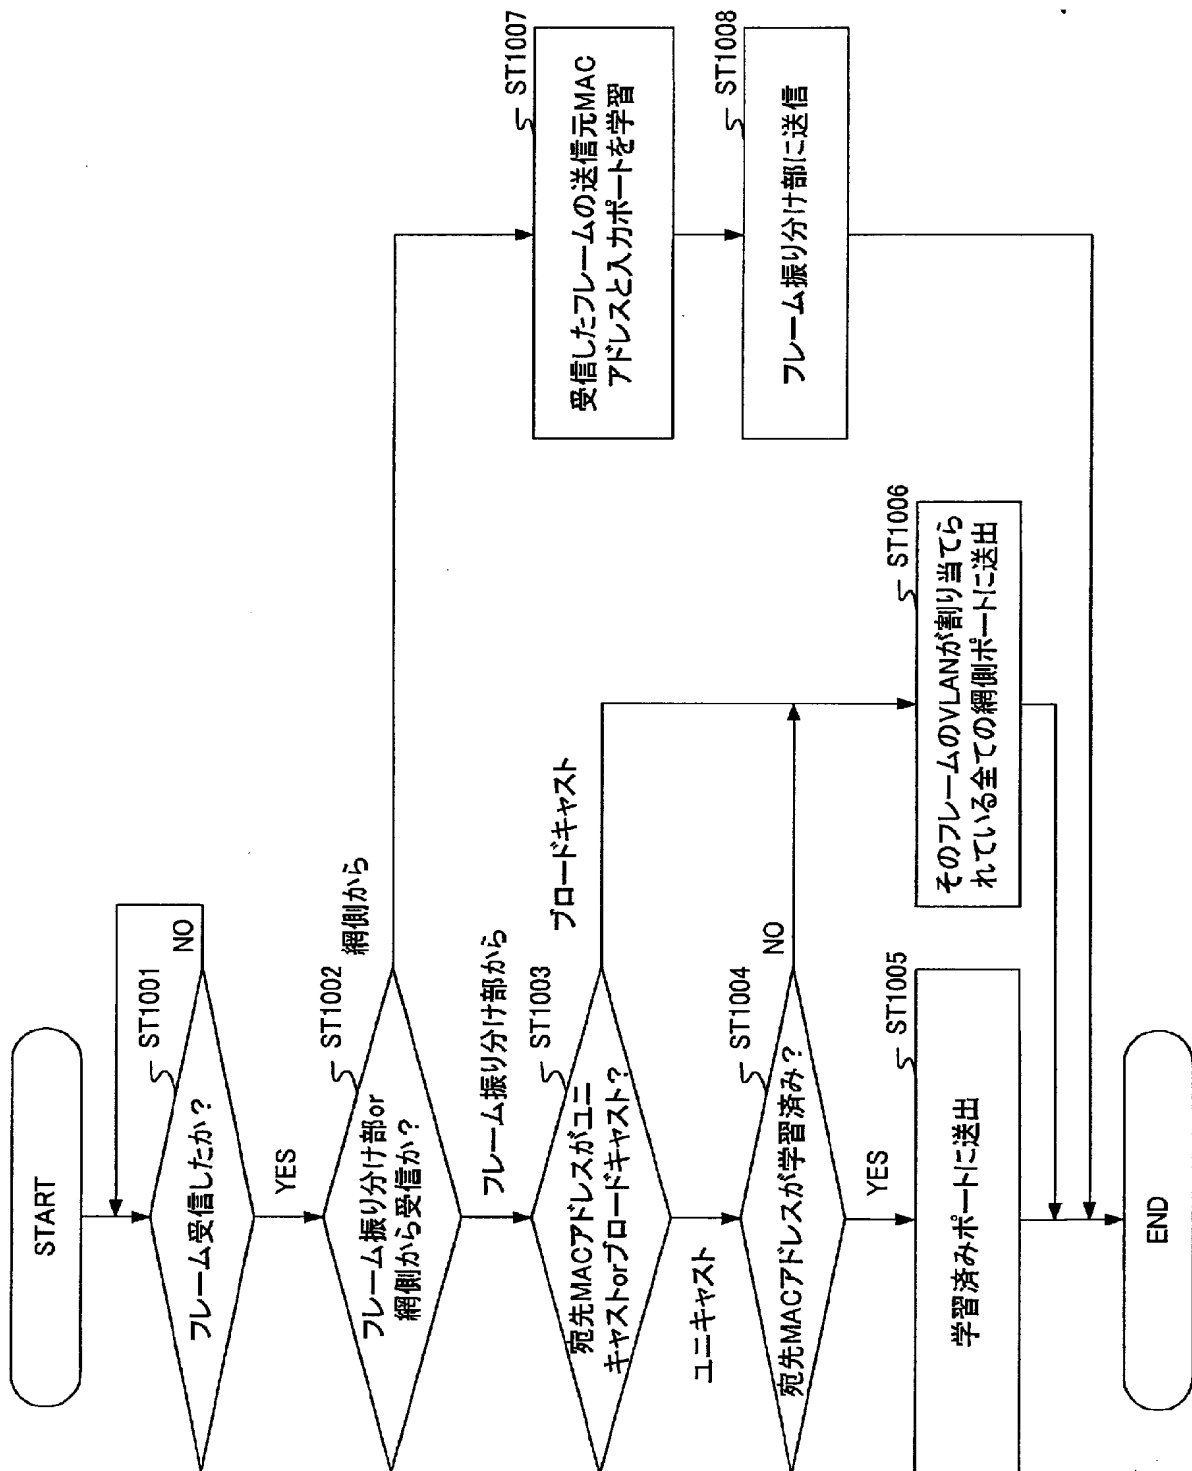 START
ST1001
フレーム受信したか?
NO
YES
ST1002
フレーム振り分け部or
網側から受信か?
網側から
フレーム振り分け部から
ST1003
宛先MACアドレスがユニ
キャストorブロードキャスト?
ブロードキャスト
ユニキャスト
ST1004
宛先MACアドレスが学習済み?
NO
YES
ST1005
学習済みポートに送出
ST1006
そのフレームのVLANが割り当てら
れている全ての網側ポートに送出
ST1007
受信したフレームの送信元MAC
アドレスと入力ポートを学習
ST1008
フレーム振り分け部に送信
END